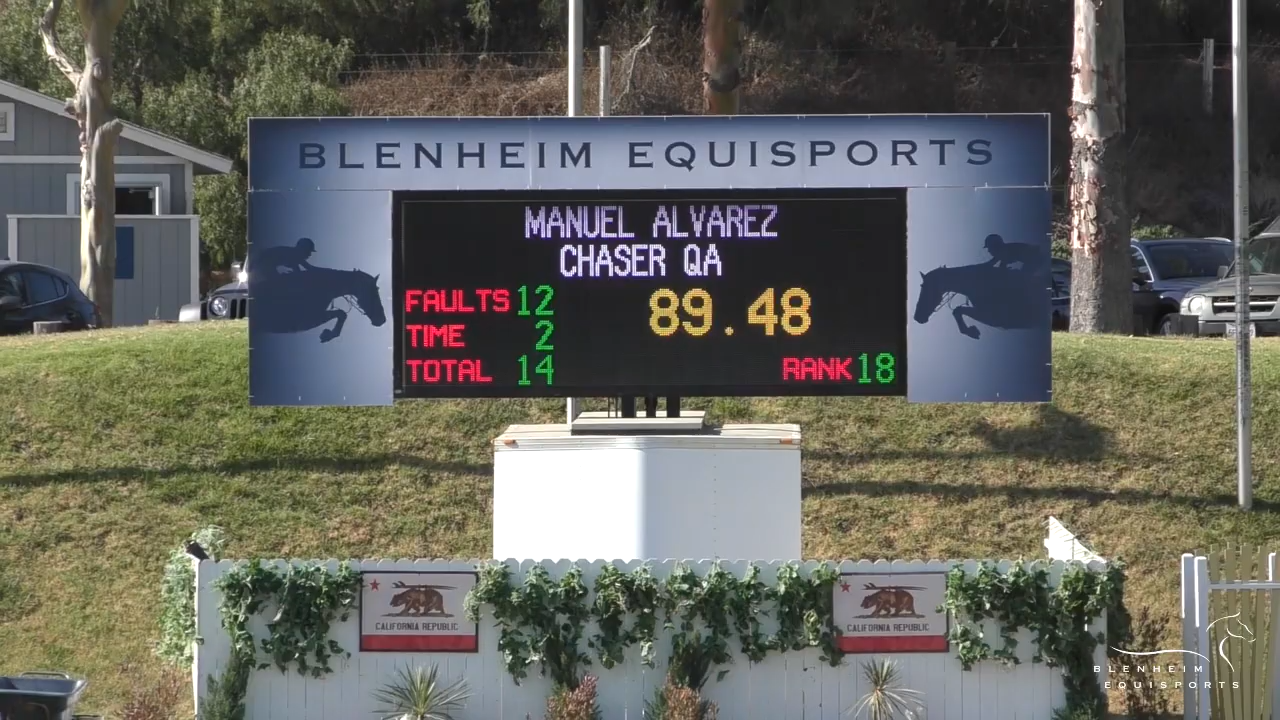 BLENHEIM EQUISPORTS
MANUEL ALVAREZ
CHASER QA
FAULTS 12
89.48
TIME 2
TOTAL 14
RANK 18
CALIFORNIA REPUBLIC
CALIFORNIA REPUBLIC
BLENHEIM
EQUISPORTS